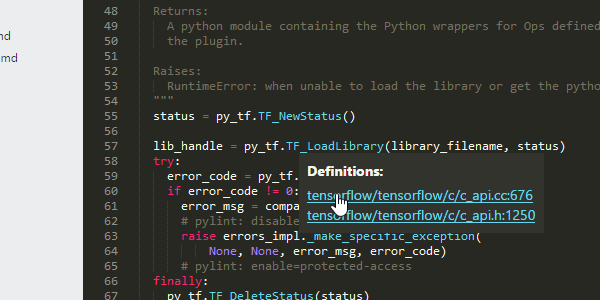 48 Returns:
49 A python module containing the Python wrappers for Ops defined
50 the plugin.
51
md
52 Raises:
md
53 RuntimeError: when unable to load the library or get the pytho
54 """
55 status = py_tf.TF_NewStatus()
56
57 lib_handle = py_tf.TF_LoadLibrary(library_filename, status)
58 try:
59 error_code = py_tf.
60 if error_code != 0:
61 error_msg = compa
62 # pylint: disable
63 raise errors_impl._make_specific_exception(
64 None, None, error_msg, error_code)
65 # pylint: enable=protected-access
66 finally:
67 py_tf.TF_DeleteStatus(status)
Definitions:
tensorflow/tensorflow/c/c_api.cc:676
tensorflow/tensorflow/c/c_api.h:1250